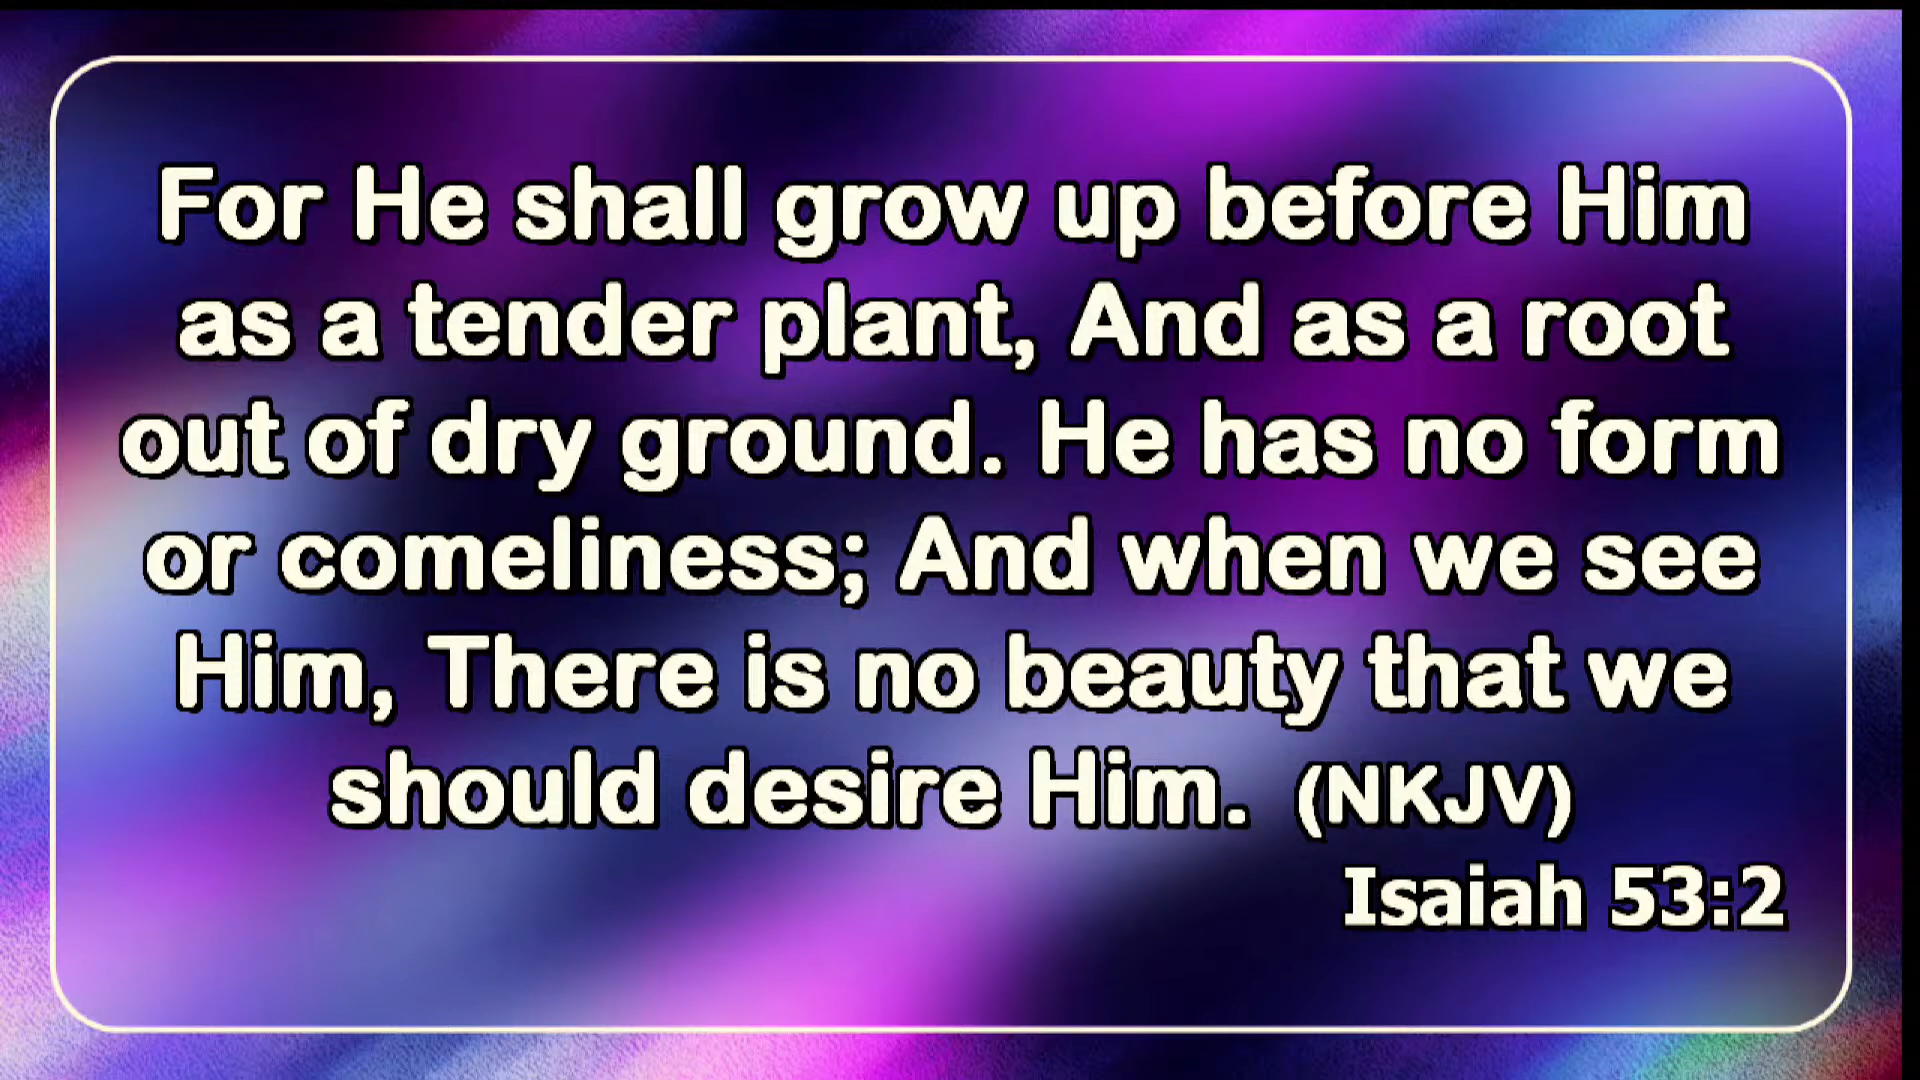 For He shall grow up before Him
as a tender plant, And as a root
out of dry ground. He has no form
or comeliness; And when we see
Him, There is no beauty that we
should desire Him. (NKJV)
Isaiah 53:2